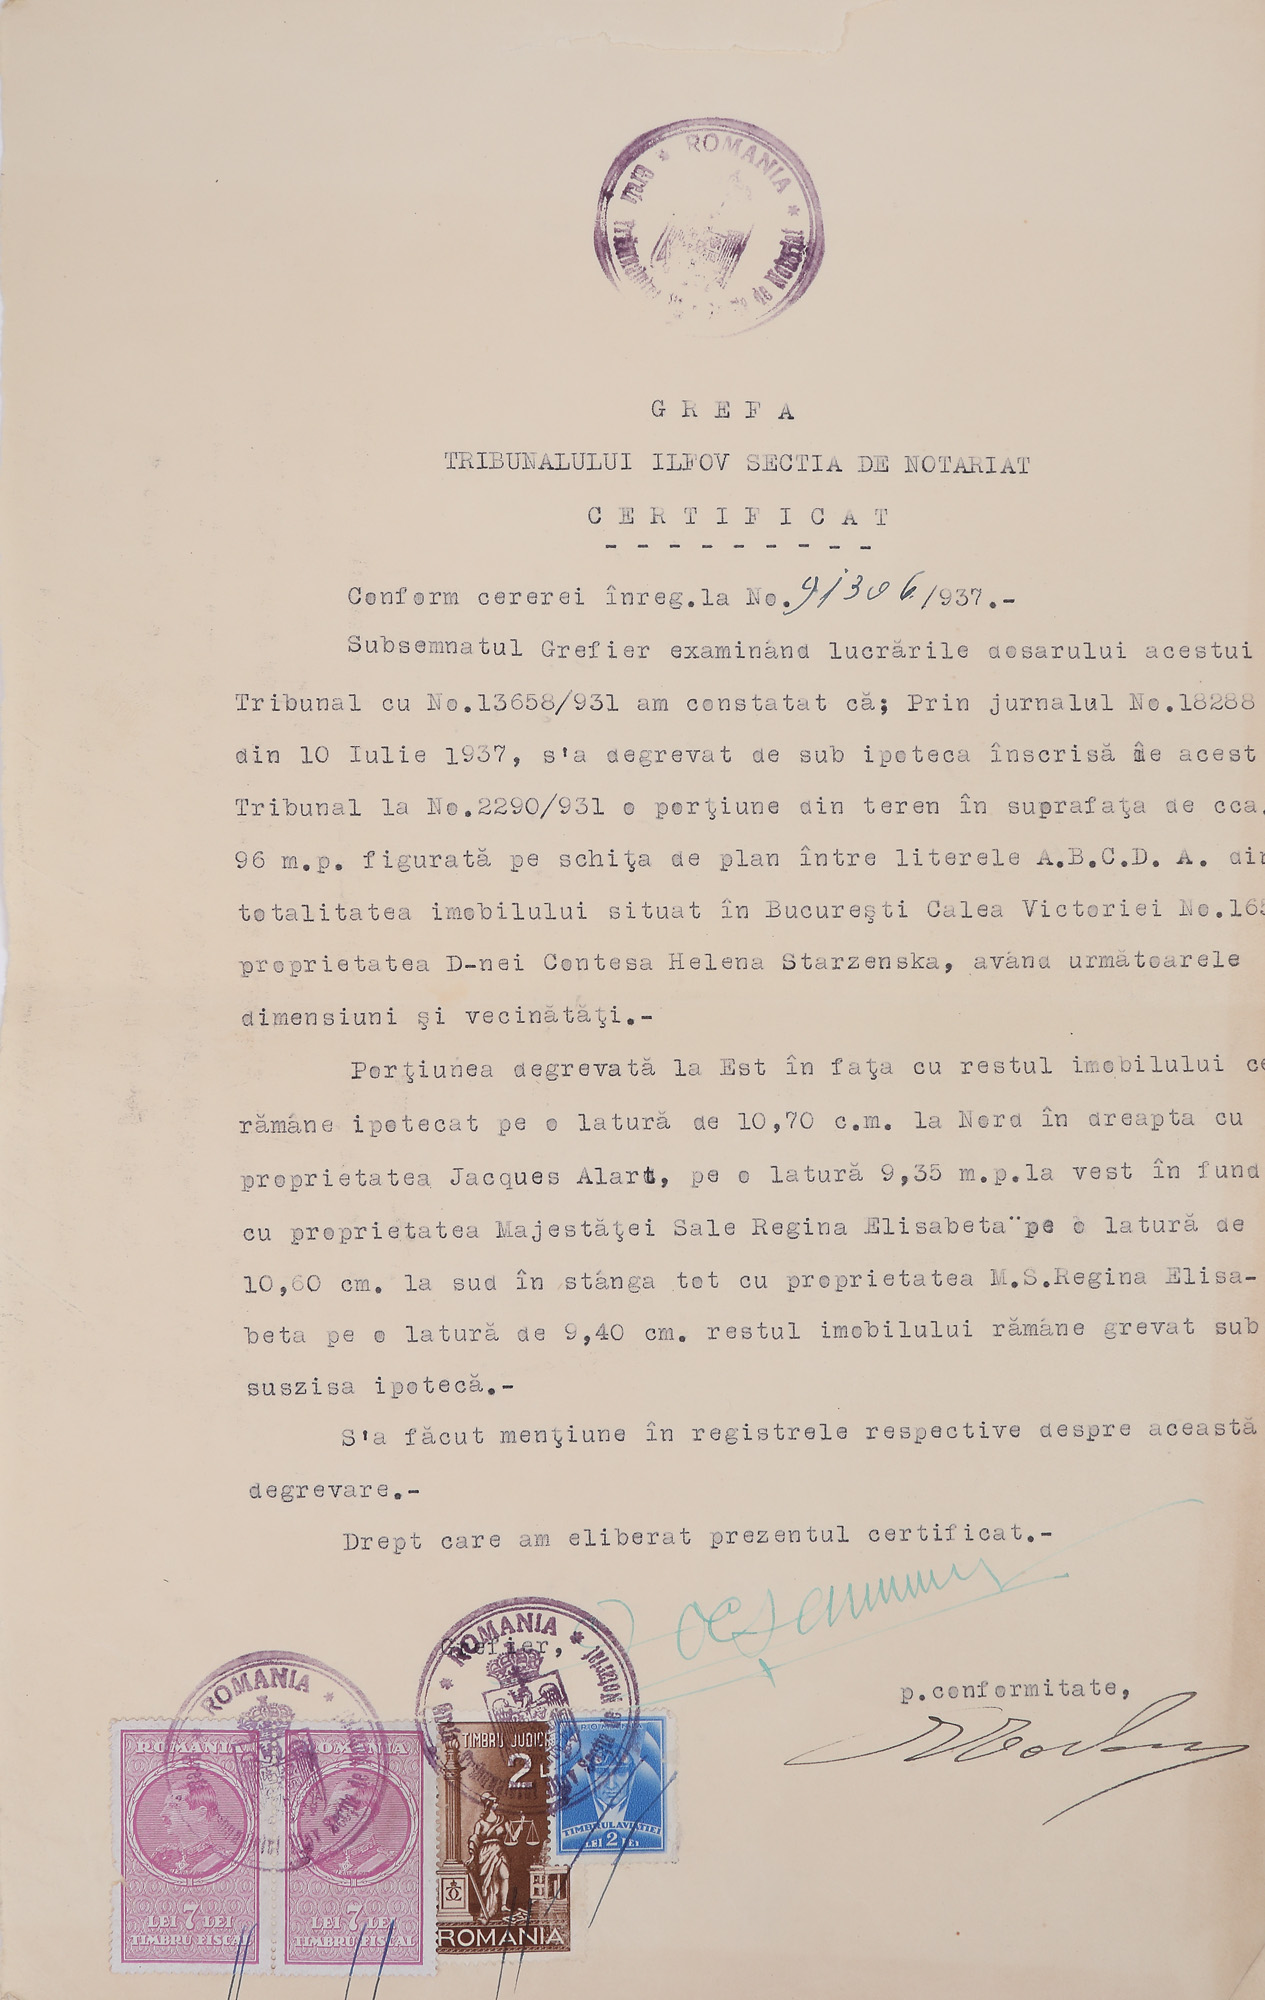 ROMANIA
Grefa Tribunalului de Notariat
G R E F A
TRIBUNALULUI ILFOV SECTIA DE NOTARIAT
C E R T I F I C A T
- - - - - - - - -
Conform cererei înreg.la No.91306/937.-
Subsemnatul Grefier examinând lucrările dosarului acestui
Tribunal cu No.13658/931 am constatat că; Prin jurnalul No.18288
din 10 Iulie 1937, s'a degrevat de sub ipoteca înscrisă de acest
Tribunal la No.2290/931 o porţiune din teren în suprafaţa de cca.
96 m.p. figurată pe schiţa de plan între literele A.B.C.D. A. din
totalitatea imobilului situat în Bucureşti Calea Victoriei No.165
proprietatea D-nei Contesa Helena Starzenska, având următoarele
dimensiuni şi vecinătăţi.-
Porţiunea degrevată la Est în faţa cu restul imobilului ce
rămâne ipotecat pe o latură de 10,70 c.m. la Nord în dreapta cu
proprietatea Jacques Alart, pe o latură 9,35 m.p.la vest în fund
cu proprietatea Majestăţei Sale Regina Elisabeta¨pe o latură de
10,60 cm. la sud în stânga tot cu proprietatea M.S.Regina Elisa-
beta pe o latură de 9,40 cm. restul imobilului rămâne grevat sub
suszisa ipotecă.-
S'a făcut menţiune în registrele respective despre această
degrevare.-
Drept care am eliberat prezentul certificat.-
Grefier,
p.conformitate,
ROMANIA
ROMANIA
ROMANIA
LEI 7 LEI
TIMBRU FISCAL
ROMANIA
LEI 7 LEI
TIMBRU FISCAL
TIMBRU JUDICIAR
2 L
ROMANIA
ROMANIA
TIMBRUL AVIATIEI
LEI 2 LEI